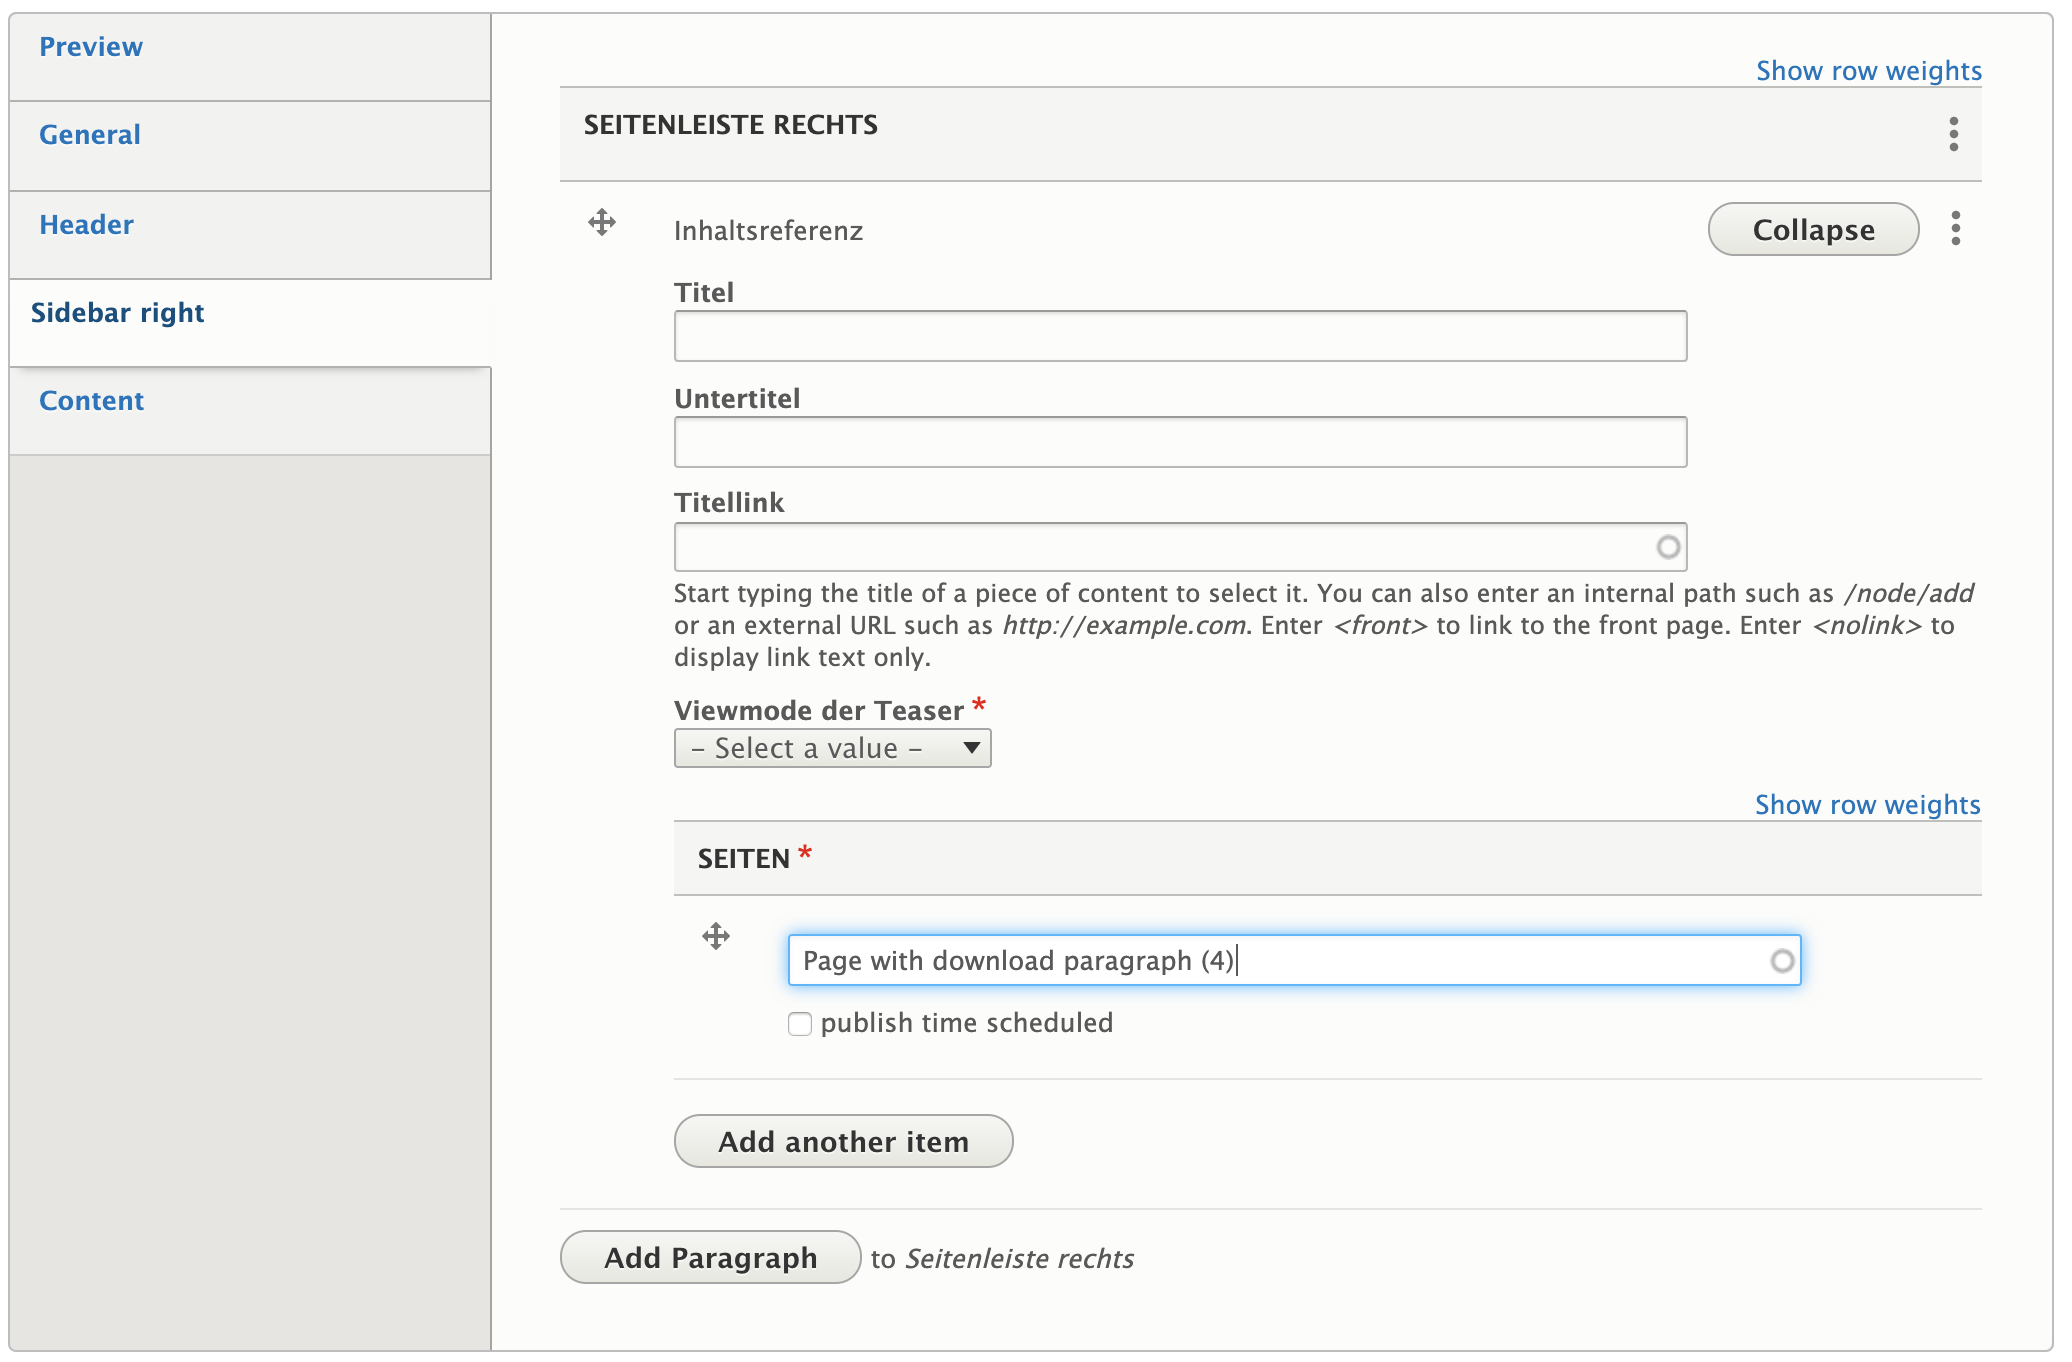 Preview
General
Header
Sidebar right
Content
Show row weights
SEITENLEISTE RECHTS
Inhaltsreferenz
Collapse
Titel
Untertitel
Titellink
Start typing the title of a piece of content to select it. You can also enter an internal path such as /node/add
or an external URL such as http://example.com. Enter <front> to link to the front page. Enter <nolink> to
display link text only.
Viewmode der Teaser *
– Select a value –
Show row weights
SEITEN *
Page with download paragraph (4)
publish time scheduled
Add another item
Add Paragraph to Seitenleiste rechts